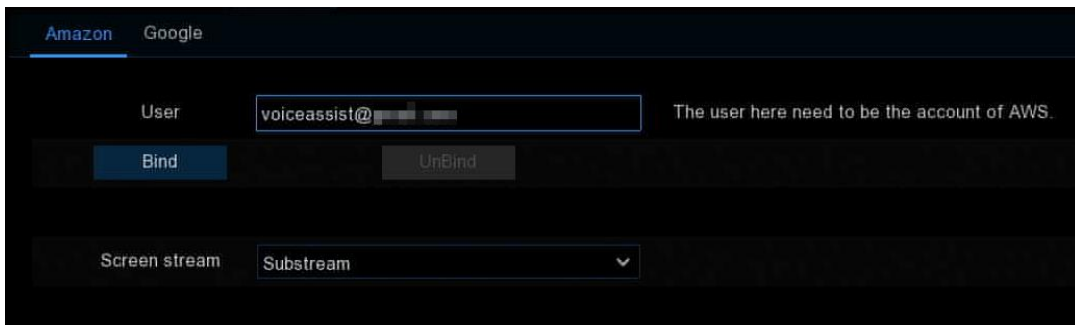 Amazon Google
User voiceassist@ The user here need to be the account of AWS.
Bind UnBind
Screen stream Substream